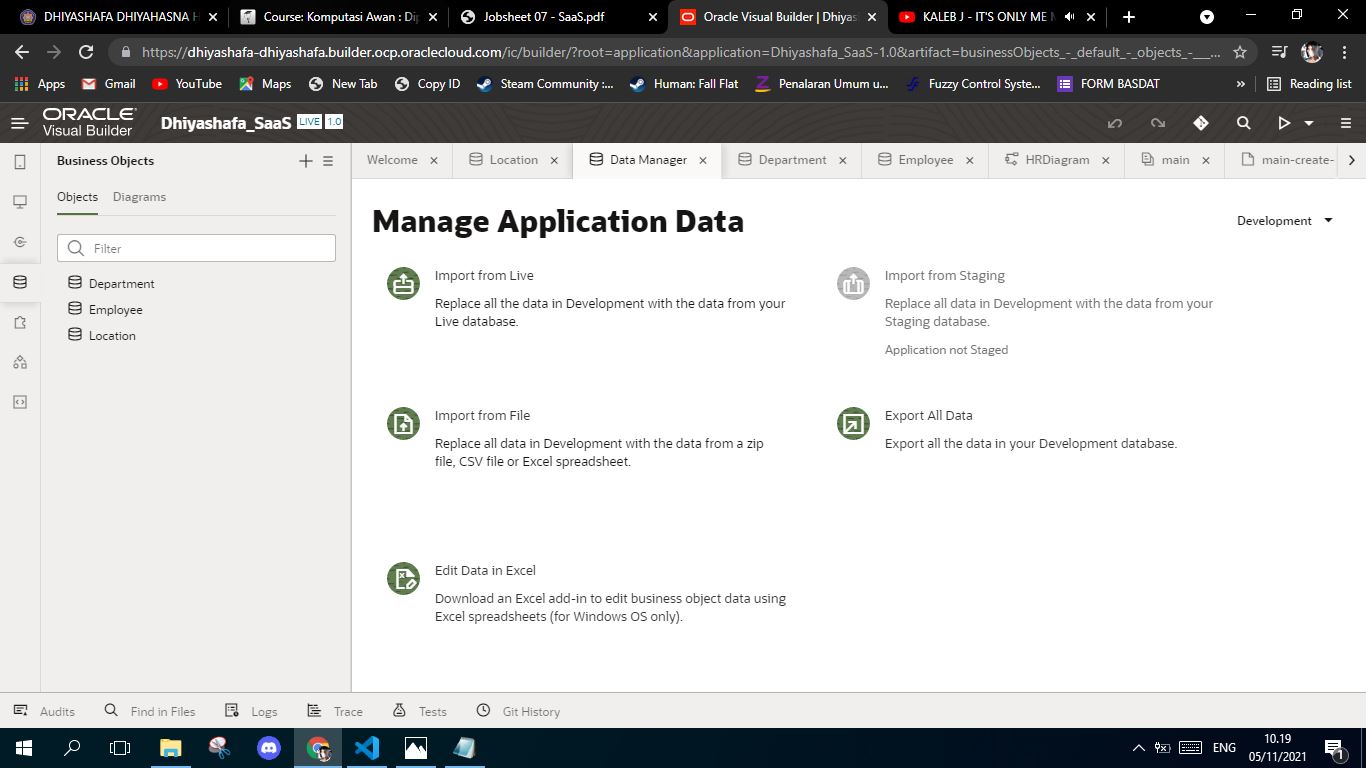 DHIYASHAFA DHIYAHASNA H
Course: Komputasi Awan : Dip
Jobsheet 07 - SaaS.pdf
Oracle Visual Builder | Dhiyash
KALEB J - IT'S ONLY ME
https://dhiyashafa-dhiyashafa.builder.ocp.oraclecloud.com/ic/builder/?root=application&application=Dhiyashafa_SaaS-1.0&artifact=businessObjects_-_default_-_objects_-___...
Apps
Gmail
YouTube
Maps
New Tab
Copy ID
Steam Community :...
Human: Fall Flat
Penalaran Umum u...
Fuzzy Control Syste...
FORM BASDAT
»
Reading list
ORACLE
Visual Builder
Dhiyashafa_SaaS LIVE 1.0
Business Objects
Welcome
Location
Data Manager
Department
Employee
HRDiagram
main
main-create-
Objects
Diagrams
Filter
Department
Employee
Location
Manage Application Data
Development
Import from Live
Replace all the data in Development with the data from your
Live database.
Import from Staging
Replace all data in Development with the data from your
Staging database.
Application not Staged
Import from File
Replace all data in Development with the data from a zip
file, CSV file or Excel spreadsheet.
Export All Data
Export all the data in your Development database.
Edit Data in Excel
Download an Excel add-in to edit business object data using
Excel spreadsheets (for Windows OS only).
Audits
Find in Files
Logs
Trace
Tests
Git History
ENG
10.19
05/11/2021
1